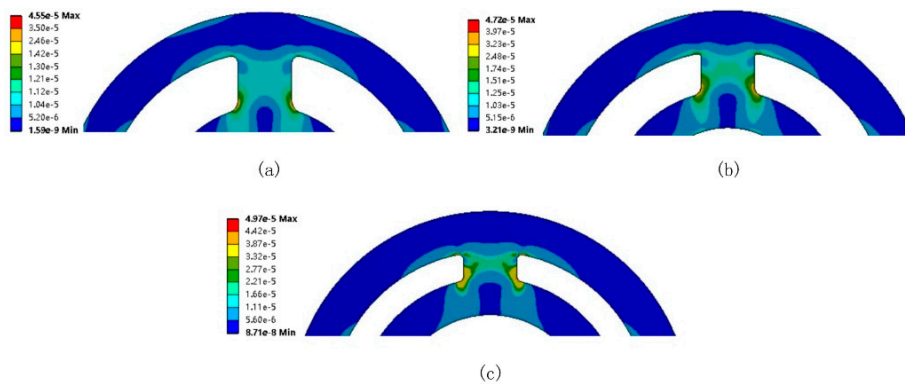 4.55e-5 Max
3.50e-5
2.46e-5
1.42e-5
1.30e-5
1.21e-5
1.12e-5
1.04e-5
5.20e-6
1.59e-9 Min
(a)
4.72e-5 Max
3.97e-5
3.23e-5
2.48e-5
1.74e-5
1.51e-5
1.25e-5
1.03e-5
5.15e-6
3.21e-9 Min
(b)
4.97e-5 Max
4.42e-5
3.87e-5
3.32e-5
2.77e-5
2.21e-5
1.66e-5
1.11e-5
5.60e-6
8.71e-8 Min
(c)